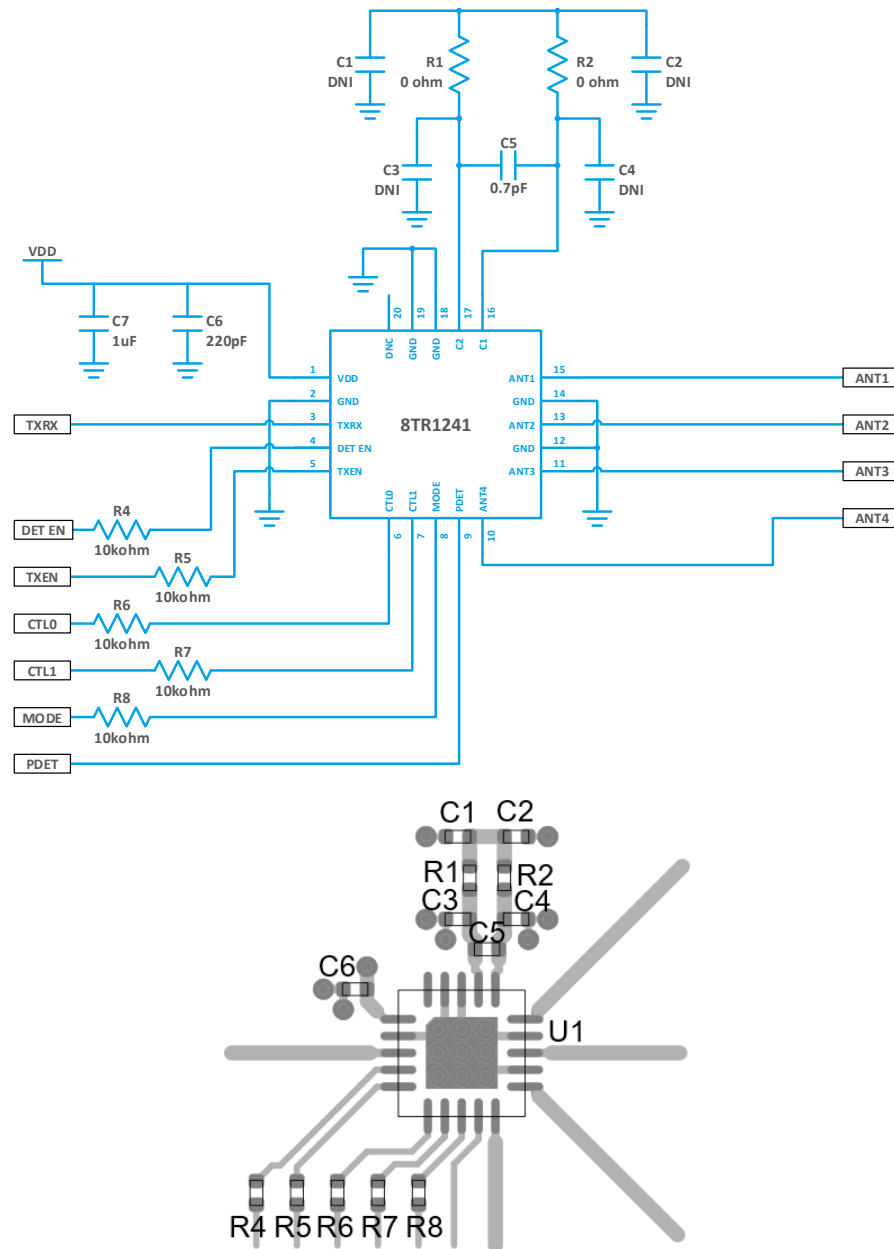 C1
DNI
R1
0 ohm
R2
0 ohm
C2
DNI
C3
DNI
C5
0.7pF
C4
DNI
VDD
C7
1uF
C6
220pF
20
19
18
17
16
DNC
GND
GND
C2
C1
1
VDD
2
GND
3
TXRX
4
DET EN
5
TXEN
8TR1241
ANT1
15
GND
14
ANT2
13
GND
12
ANT3
11
CTL0
CTL1
MODE
PDET
ANT4
6
7
8
9
10
TXRX
ANT1
ANT2
ANT3
ANT4
DET EN
R4
10kohm
TXEN
R5
10kohm
CTL0
R6
10kohm
CTL1
R7
10kohm
MODE
R8
10kohm
PDET
C1 C2
R1 R2
C3 C4
C5
C6
U1
R4 R5 R6 R7 R8